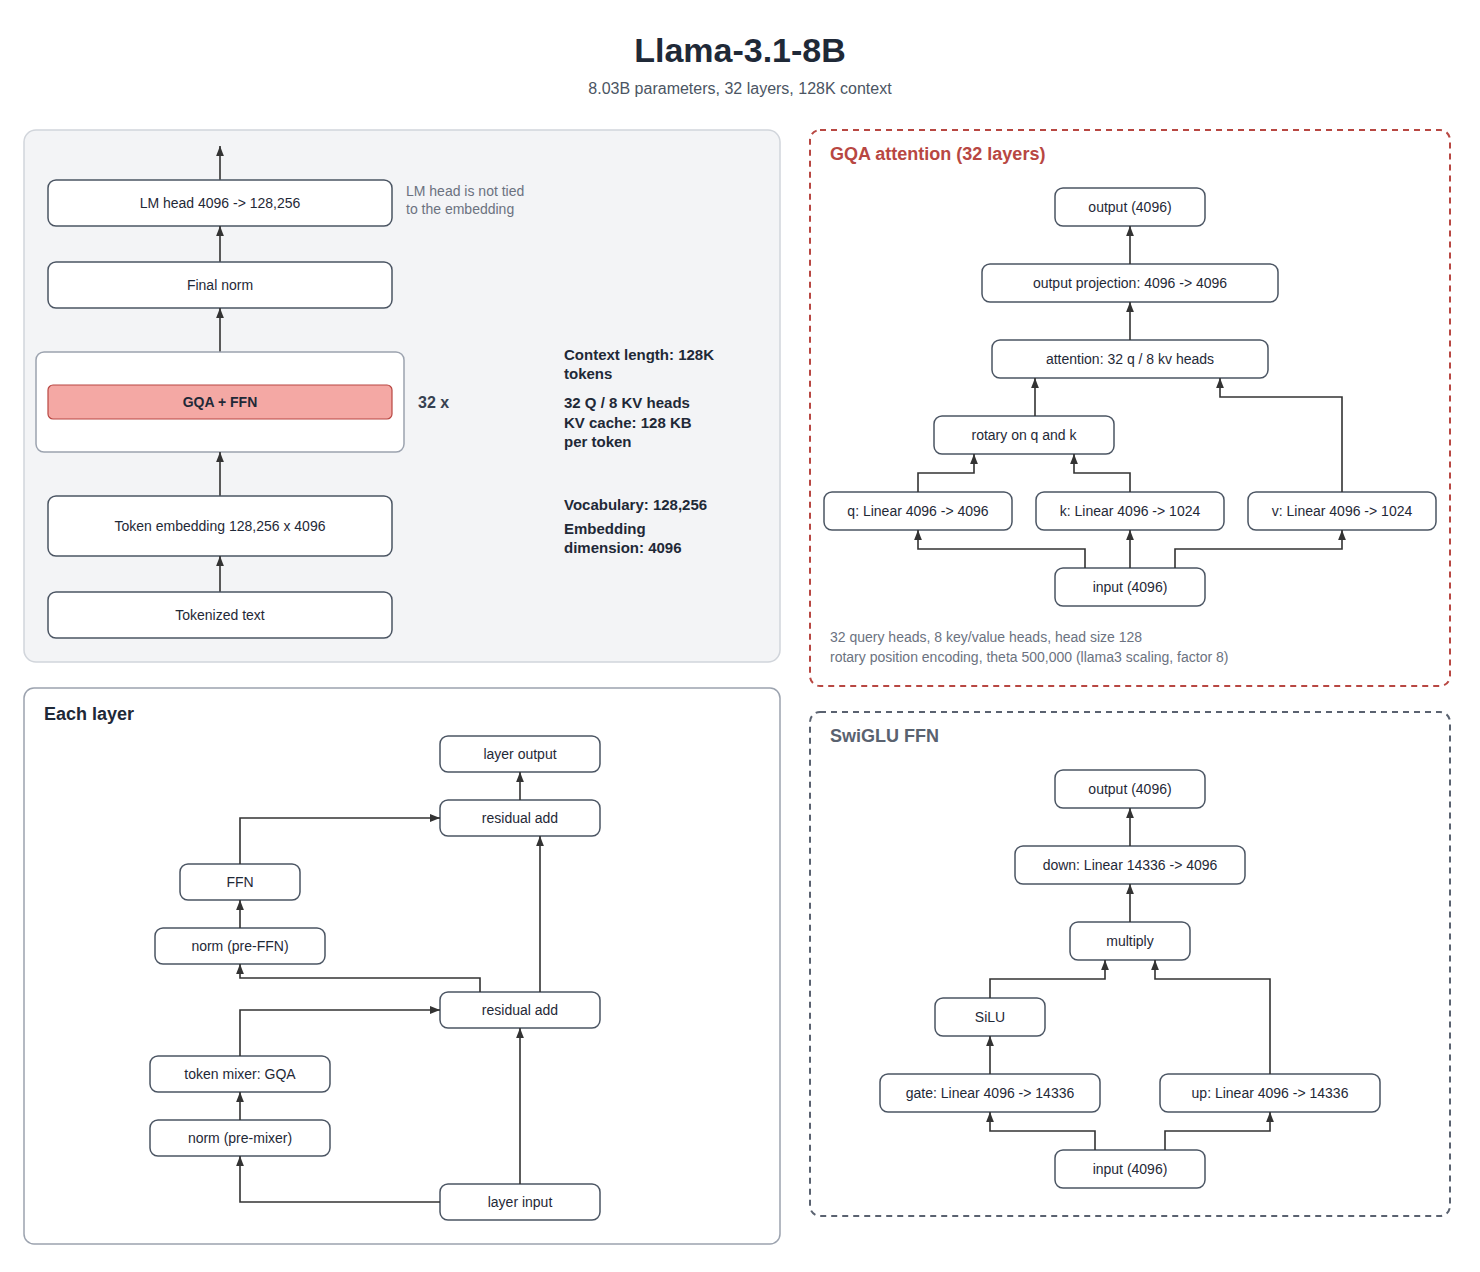 Llama-3.1-8B
8.03B parameters, 32 layers, 128K context
LM head 4096 -> 128,256
LM head is not tied
to the embedding
Final norm
GQA + FFN
32 x
Context length: 128K
tokens
32 Q / 8 KV heads
KV cache: 128 KB
per token
Token embedding 128,256 x 4096
Vocabulary: 128,256
Embedding
dimension: 4096
Tokenized text
GQA attention (32 layers)
output (4096)
output projection: 4096 -> 4096
attention: 32 q / 8 kv heads
rotary on q and k
q: Linear 4096 -> 4096
k: Linear 4096 -> 1024
v: Linear 4096 -> 1024
input (4096)
32 query heads, 8 key/value heads, head size 128
rotary position encoding, theta 500,000 (llama3 scaling, factor 8)
Each layer
layer output
residual add
FFN
norm (pre-FFN)
residual add
token mixer: GQA
norm (pre-mixer)
layer input
SwiGLU FFN
output (4096)
down: Linear 14336 -> 4096
multiply
SiLU
gate: Linear 4096 -> 14336
up: Linear 4096 -> 14336
input (4096)